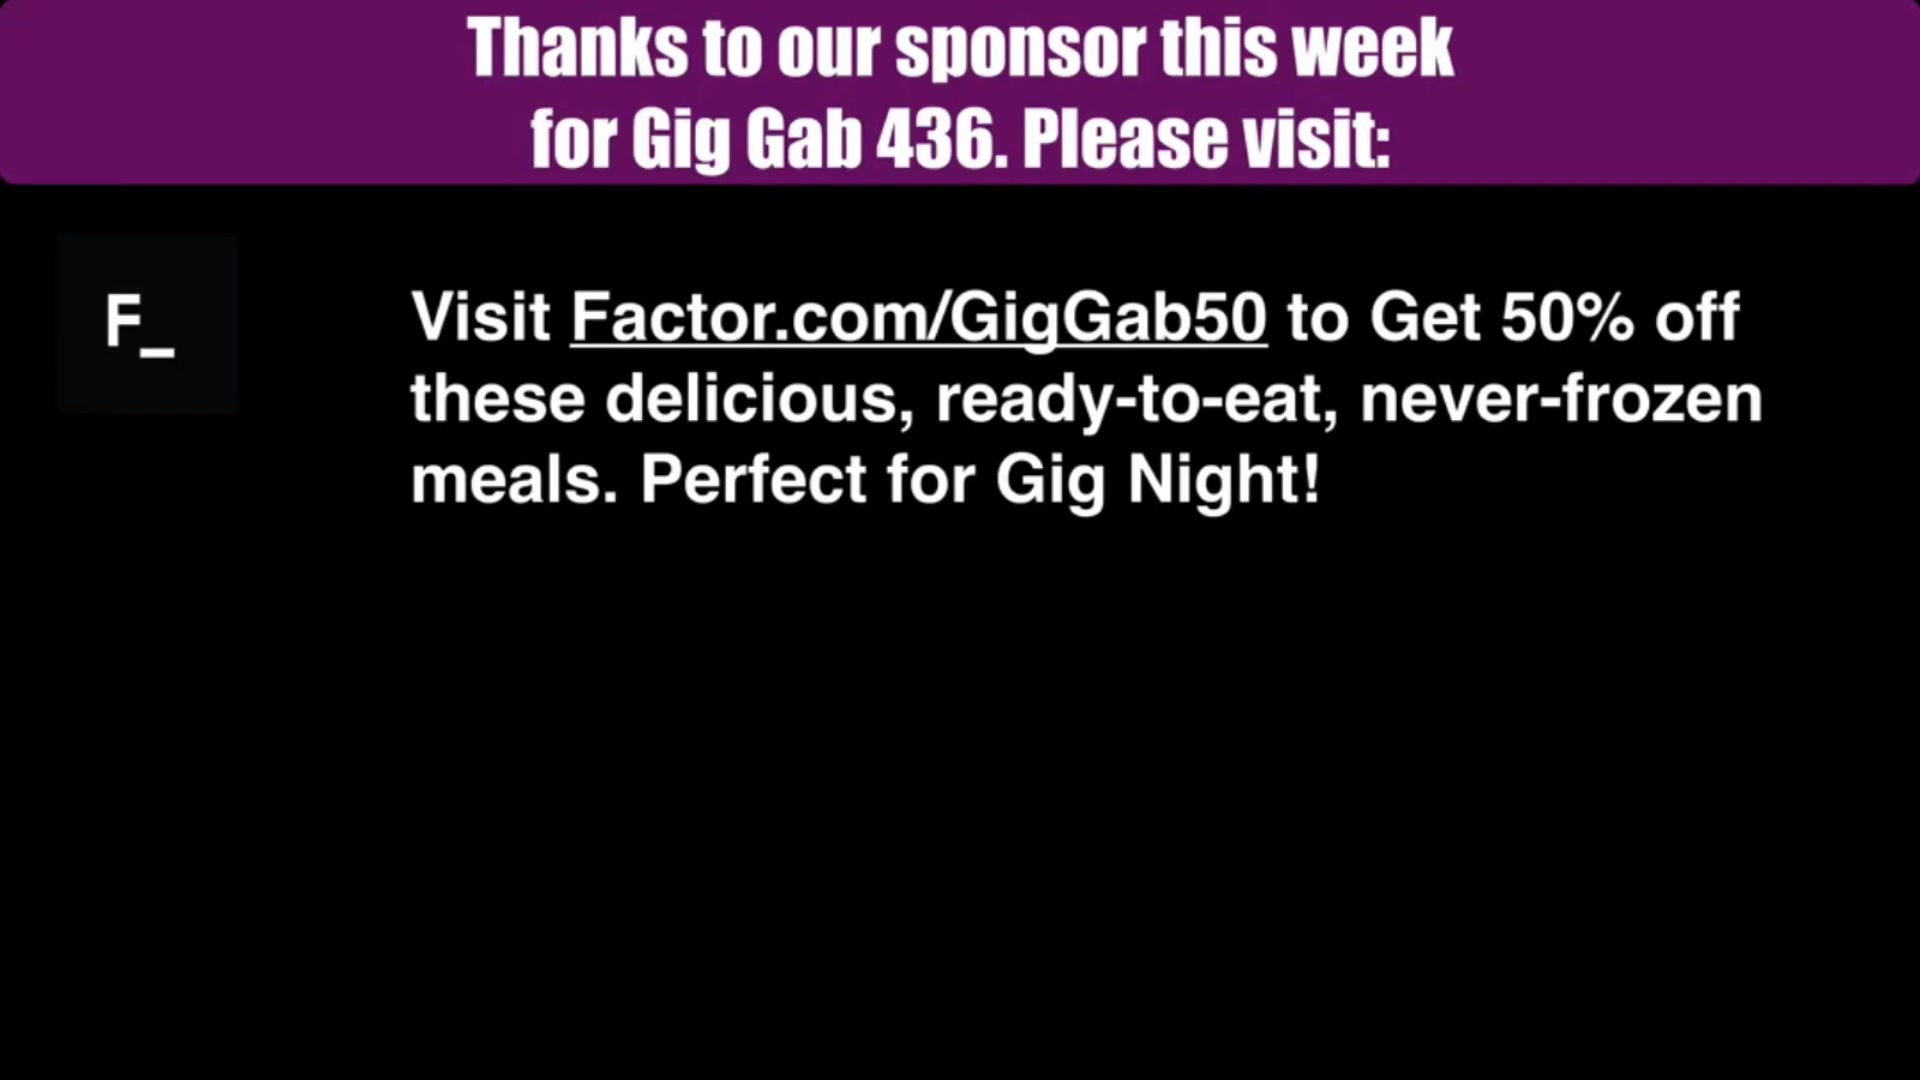 Thanks to our sponsor this week
for Gig Gab 436. Please visit:
F_
Visit Factor.com/GigGab50 to Get 50% off
these delicious, ready-to-eat, never-frozen
meals. Perfect for Gig Night!